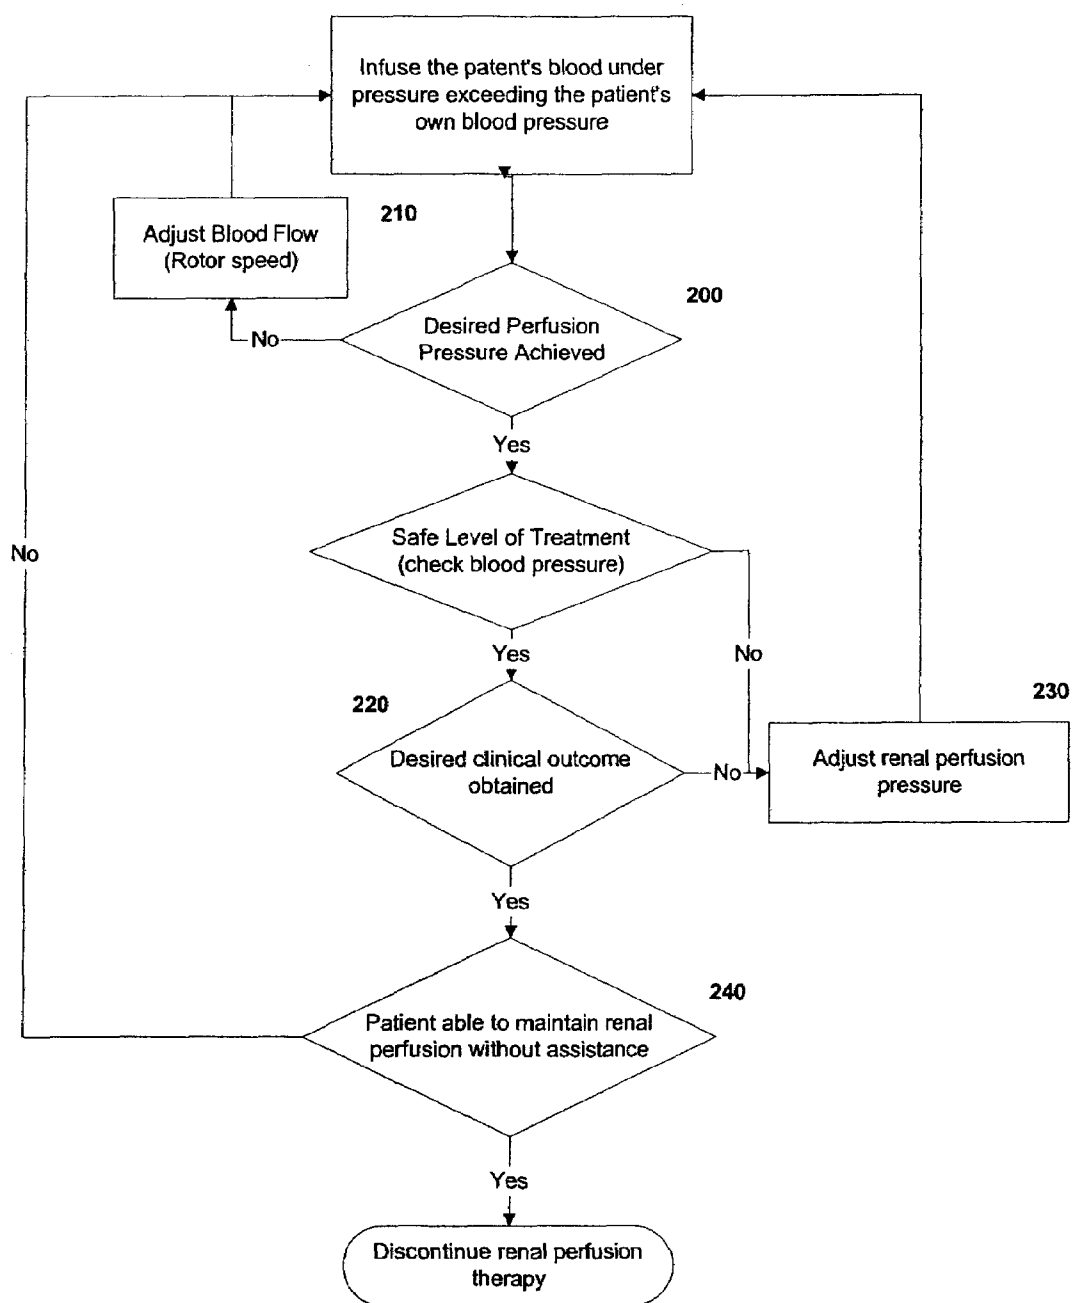 Infuse the patent's blood under
pressure exceeding the patient's
own blood pressure
210
Adjust Blood Flow
(Rotor speed)
200
Desired Perfusion
Pressure Achieved
No
Yes
Safe Level of Treatment
(check blood pressure)
No
Yes
No
220
230
Desired clinical outcome
obtained
No
Adjust renal perfusion
pressure
Yes
240
Patient able to maintain renal
perfusion without assistance
Yes
Discontinue renal perfusion
therapy